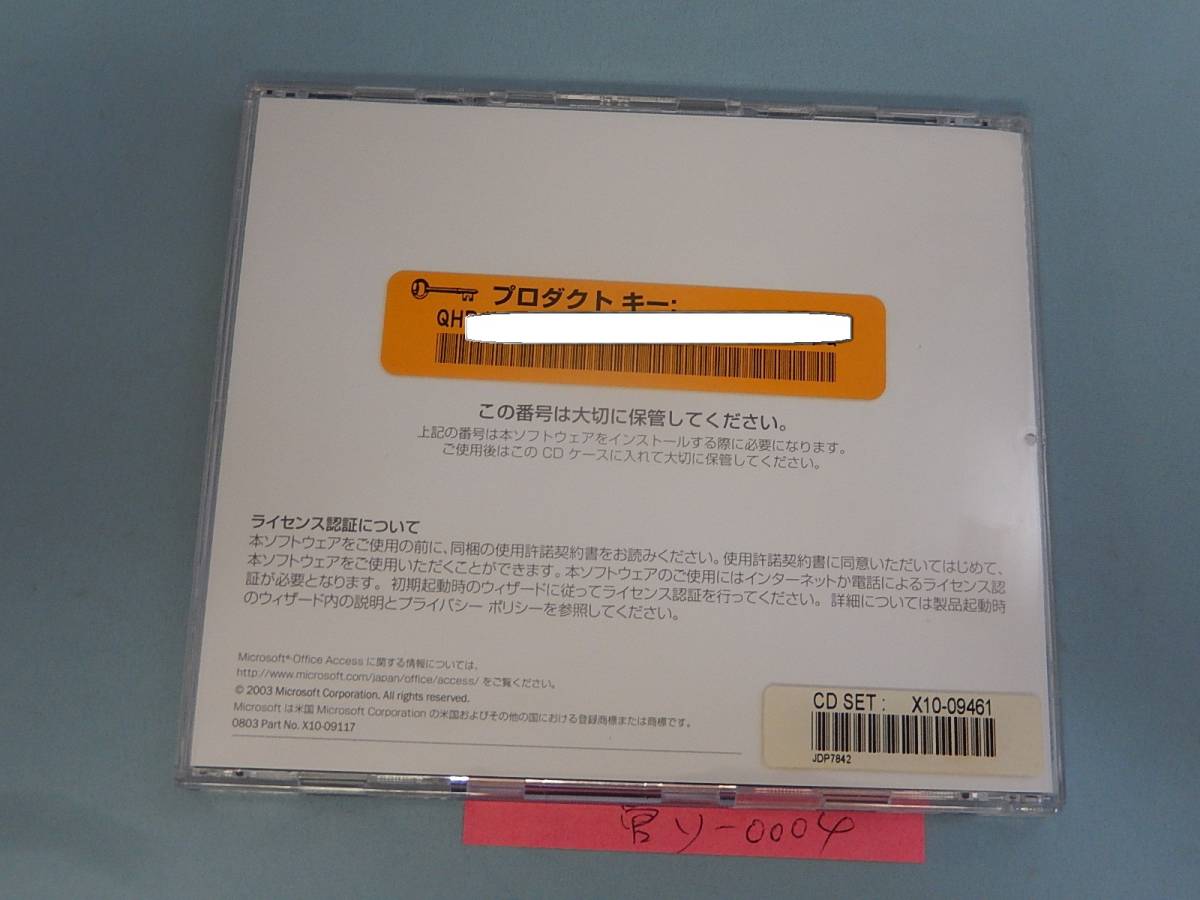 プロダクト キー:
QH
この番号は大切に保管してください。
上記の番号は本ソフトウェアをインストールする際に必要になります。
ご使用後はこの CD ケースに入れて大切に保管してください。
ライセンス認証について
本ソフトウェアをご使用の前に、同梱の使用許諾契約書をお読みください。使用許諾契約書に同意いただいてはじめて、
本ソフトウェアをご使用いただくことができます。本ソフトウェアのご使用にはインターネットか電話によるライセンス認
証が必要となります。 初期起動時のウィザードに従ってライセンス認証を行ってください。 詳細については製品起動時
のウィザード内の説明とプライバシー ポリシーを参照してください。
Microsoft® Office Access に関する情報については、
http://www.microsoft.com/japan/office/access/ をご覧ください。
© 2003 Microsoft Corporation. All rights reserved.
Microsoft は米国 Microsoft Corporation の米国およびその他の国における登録商標または商標です。
0803 Part No. X10-09117
CD SET : X10-09461
JDP7842
ソ-0004